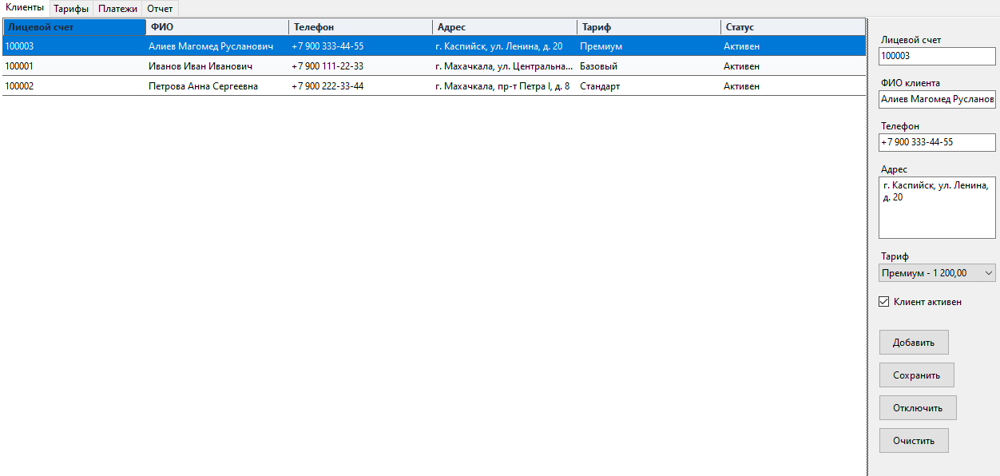 Клиенты Тарифы Платежи Отчет
Лицевой счет ФИО Телефон Адрес Тариф Статус
100003 Алиев Магомед Русланович +7 900 333-44-55 г. Каспийск, ул. Ленина, д. 20 Премиум Активен
100001 Иванов Иван Иванович +7 900 111-22-33 г. Махачкала, ул. Центральна... Базовый Активен
100002 Петрова Анна Сергеевна +7 900 222-33-44 г. Махачкала, пр-т Петра I, д. 8 Стандарт Активен
Лицевой счет
100003
ФИО клиента
Алиев Магомед Русланов
Телефон
+7 900 333-44-55
Адрес
г. Каспийск, ул. Ленина,
д. 20
Тариф
Премиум - 1 200,00
Клиент активен
Добавить
Сохранить
Отключить
Очистить